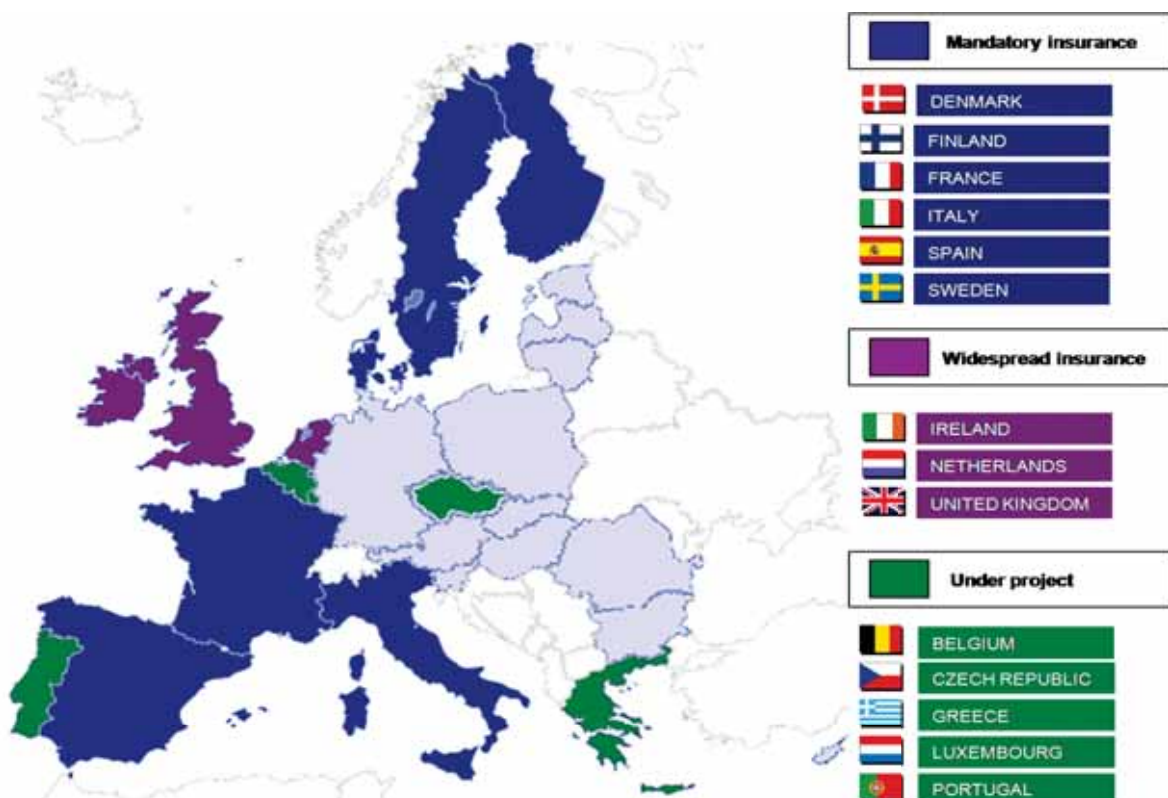 Mandatory insurance
DENMARK
FINLAND
FRANCE
ITALY
SPAIN
SWEDEN
Widespread insurance
IRELAND
NETHERLANDS
UNITED KINGDOM
Under project
BELGIUM
CZECH REPUBLIC
GREECE
LUXEMBOURG
PORTUGAL